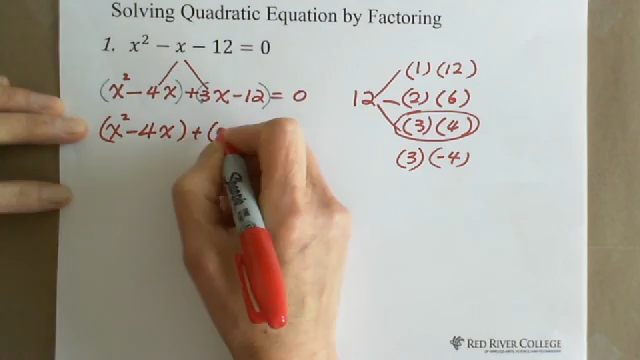 Solving Quadratic Equation by Factoring
1. x² − x − 12 = 0
(x² − 4x) + (3x − 12) = 0
(x² − 4x) + (
12
(1) (12)
(2) (6)
(3) (4)
(3) (−4)
Sharpie
RED RIVER COLLEGE